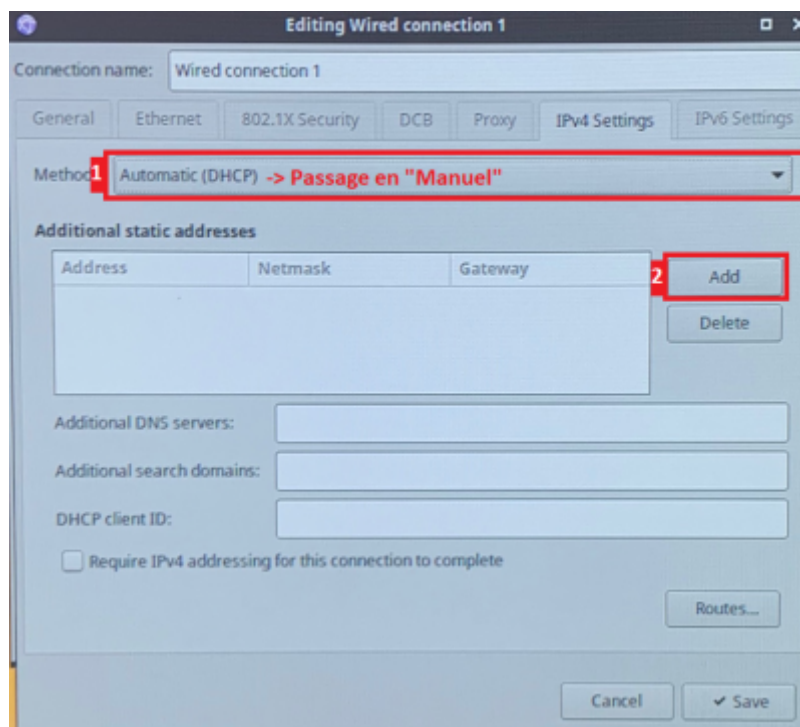 Editing Wired connection 1
Connection name: Wired connection 1
General Ethernet 802.1X Security DCB Proxy IPv4 Settings IPv6 Settings
Method 1 Automatic (DHCP) -> Passage en "Manuel"
Additional static addresses
Address Netmask Gateway 2 Add
Delete
Additional DNS servers:
Additional search domains:
DHCP client ID:
Require IPv4 addressing for this connection to complete
Routes...
Cancel Save